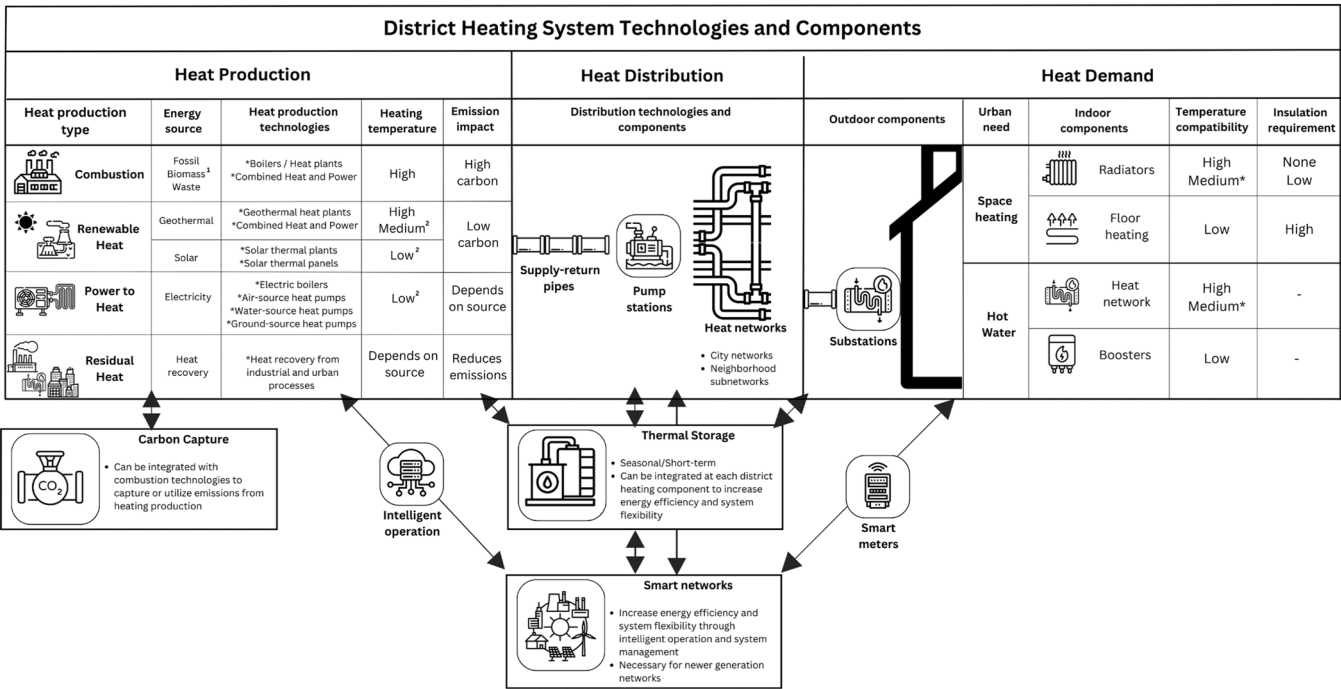 District Heating System Technologies and Components
Heat Production
Heat Distribution
Heat Demand
Heat production
type
Energy
source
Heat production
technologies
Heating
temperature
Emission
impact
Distribution technologies and
components
Outdoor components
Urban
need
Indoor
components
Temperature
compatibility
Insulation
requirement
Combustion
Fossil
Biomass¹
Waste
*Boilers / Heat plants
*Combined Heat and Power
High
High
carbon
Renewable
Heat
Geothermal
*Geothermal heat plants
*Combined Heat and Power
High
Medium²
Low
carbon
Solar
*Solar thermal plants
*Solar thermal panels
Low²
Power to
Heat
Electricity
*Electric boilers
*Air-source heat pumps
*Water-source heat pumps
*Ground-source heat pumps
Low²
Depends
on source
Residual
Heat
Heat
recovery
*Heat recovery from
industrial and urban
processes
Depends on
source
Reduces
emissions
Supply-return
pipes
Pump
stations
Heat networks
• City networks
• Neighborhood
subnetworks
Substations
Space
heating
Radiators
High
Medium*
None
Low
Floor
heating
Low
High
Hot
Water
Heat
network
High
Medium*
-
Boosters
Low
-
Carbon Capture
• Can be integrated with
combustion technologies to
capture or utilize emissions from
heating production
CO₂
Intelligent
operation
Thermal Storage
• Seasonal/Short-term
• Can be integrated at each district
heating component to increase
energy efficiency and system
flexibility
Smart
meters
Smart networks
• Increase energy efficiency and
system flexibility through
intelligent operation and system
management
• Necessary for newer generation
networks